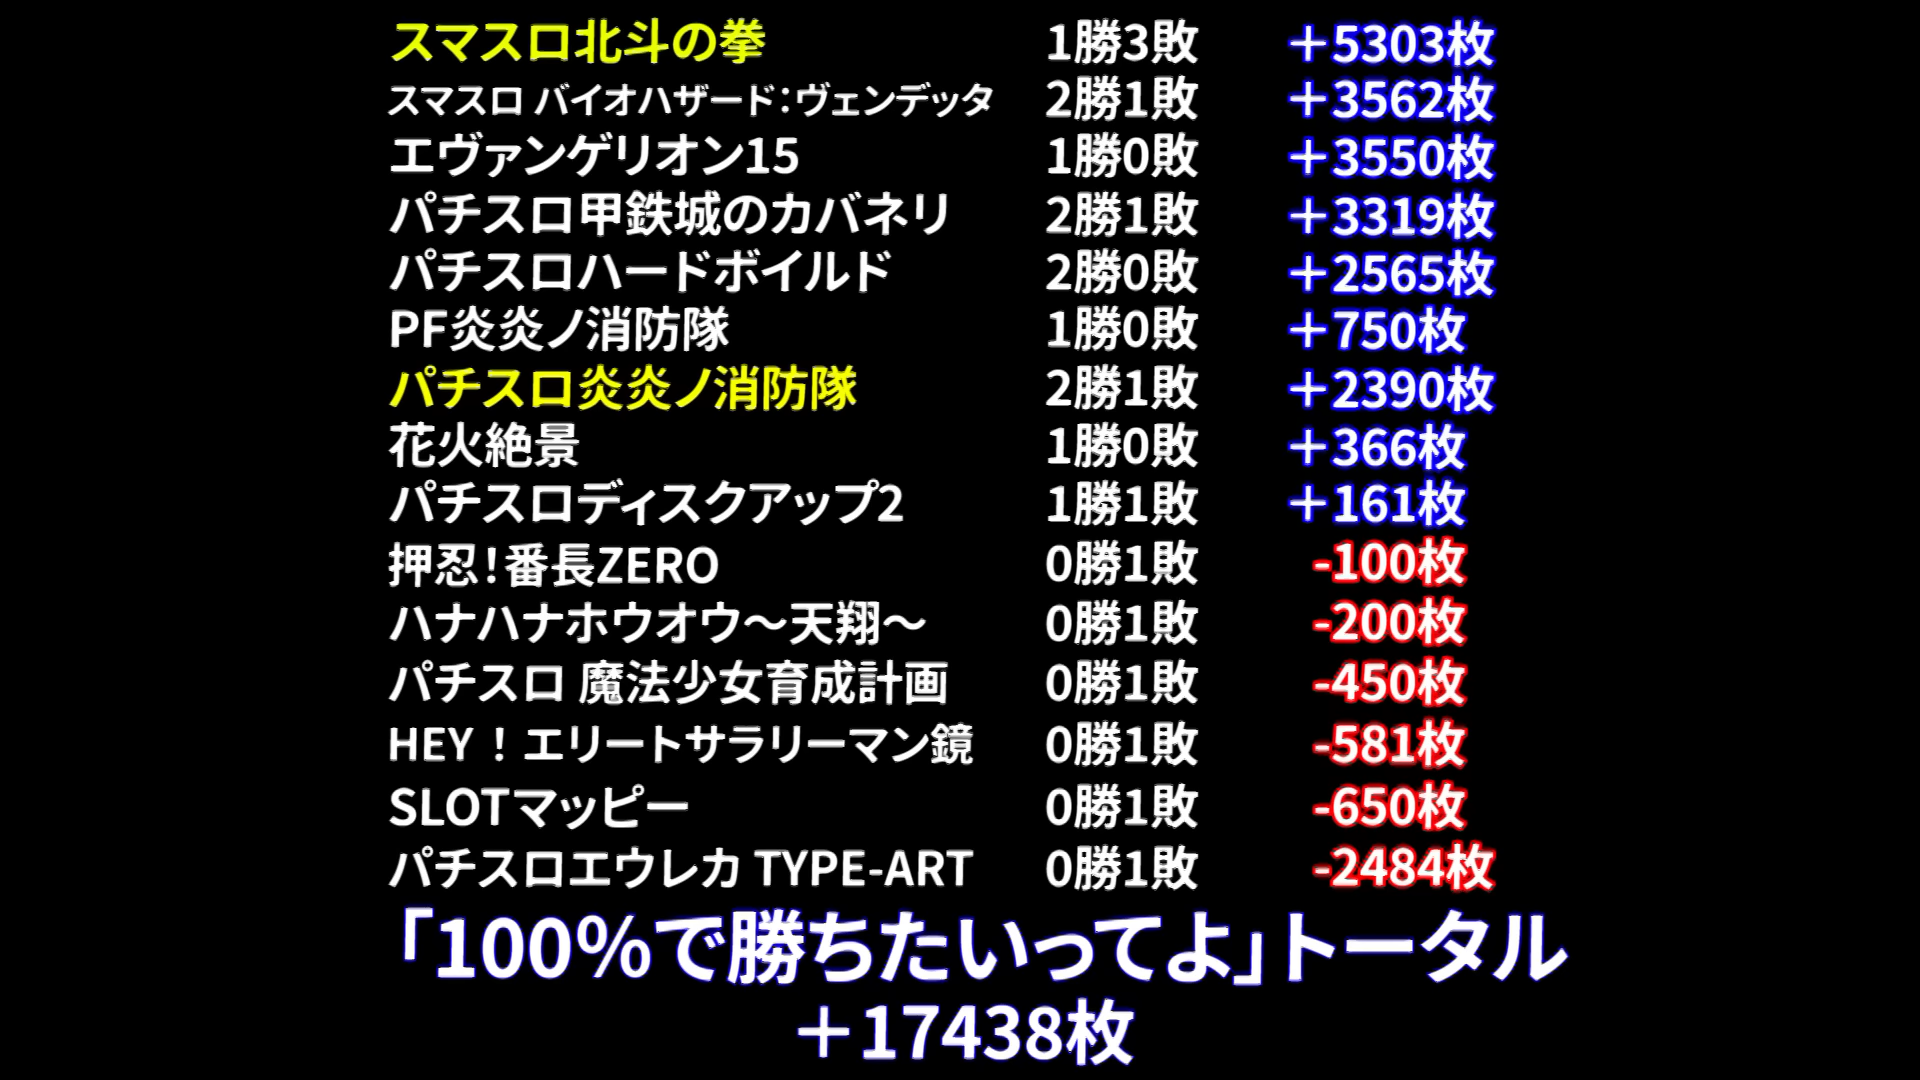 スマスロ北斗の拳 1勝3敗 +5303枚
スマスロ バイオハザード:ヴェンデッタ 2勝1敗 +3562枚
エヴァンゲリオン15 1勝0敗 +3550枚
パチスロ甲鉄城のカバネリ 2勝1敗 +3319枚
パチスロハードボイルド 2勝0敗 +2565枚
PF炎炎ノ消防隊 1勝0敗 +750枚
パチスロ炎炎ノ消防隊 2勝1敗 +2390枚
花火絶景 1勝0敗 +366枚
パチスロディスクアップ2 1勝1敗 +161枚
押忍!番長ZERO 0勝1敗 -100枚
ハナハナホウオウ～天翔～ 0勝1敗 -200枚
パチスロ 魔法少女育成計画 0勝1敗 -450枚
HEY！エリートサラリーマン鏡 0勝1敗 -581枚
SLOTマッピー 0勝1敗 -650枚
パチスロエウレカ TYPE-ART 0勝1敗 -2484枚
「100%で勝ちたいってよ」トータル
+17438枚